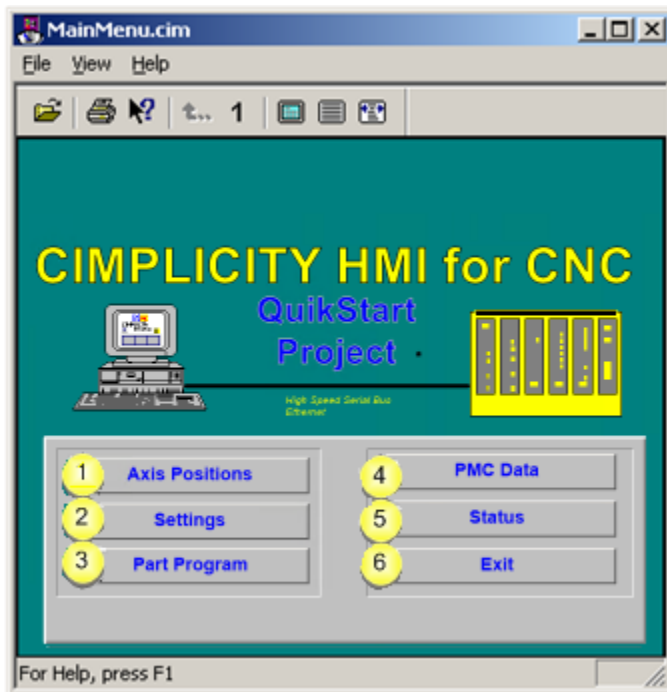 MainMenu.cim
File View Help
1
CIMPLICITY HMI for CNC
QuikStart
Project
High Speed Serial Bus
Ethernet
1 Axis Positions
2 Settings
3 Part Program
4 PMC Data
5 Status
6 Exit
For Help, press F1